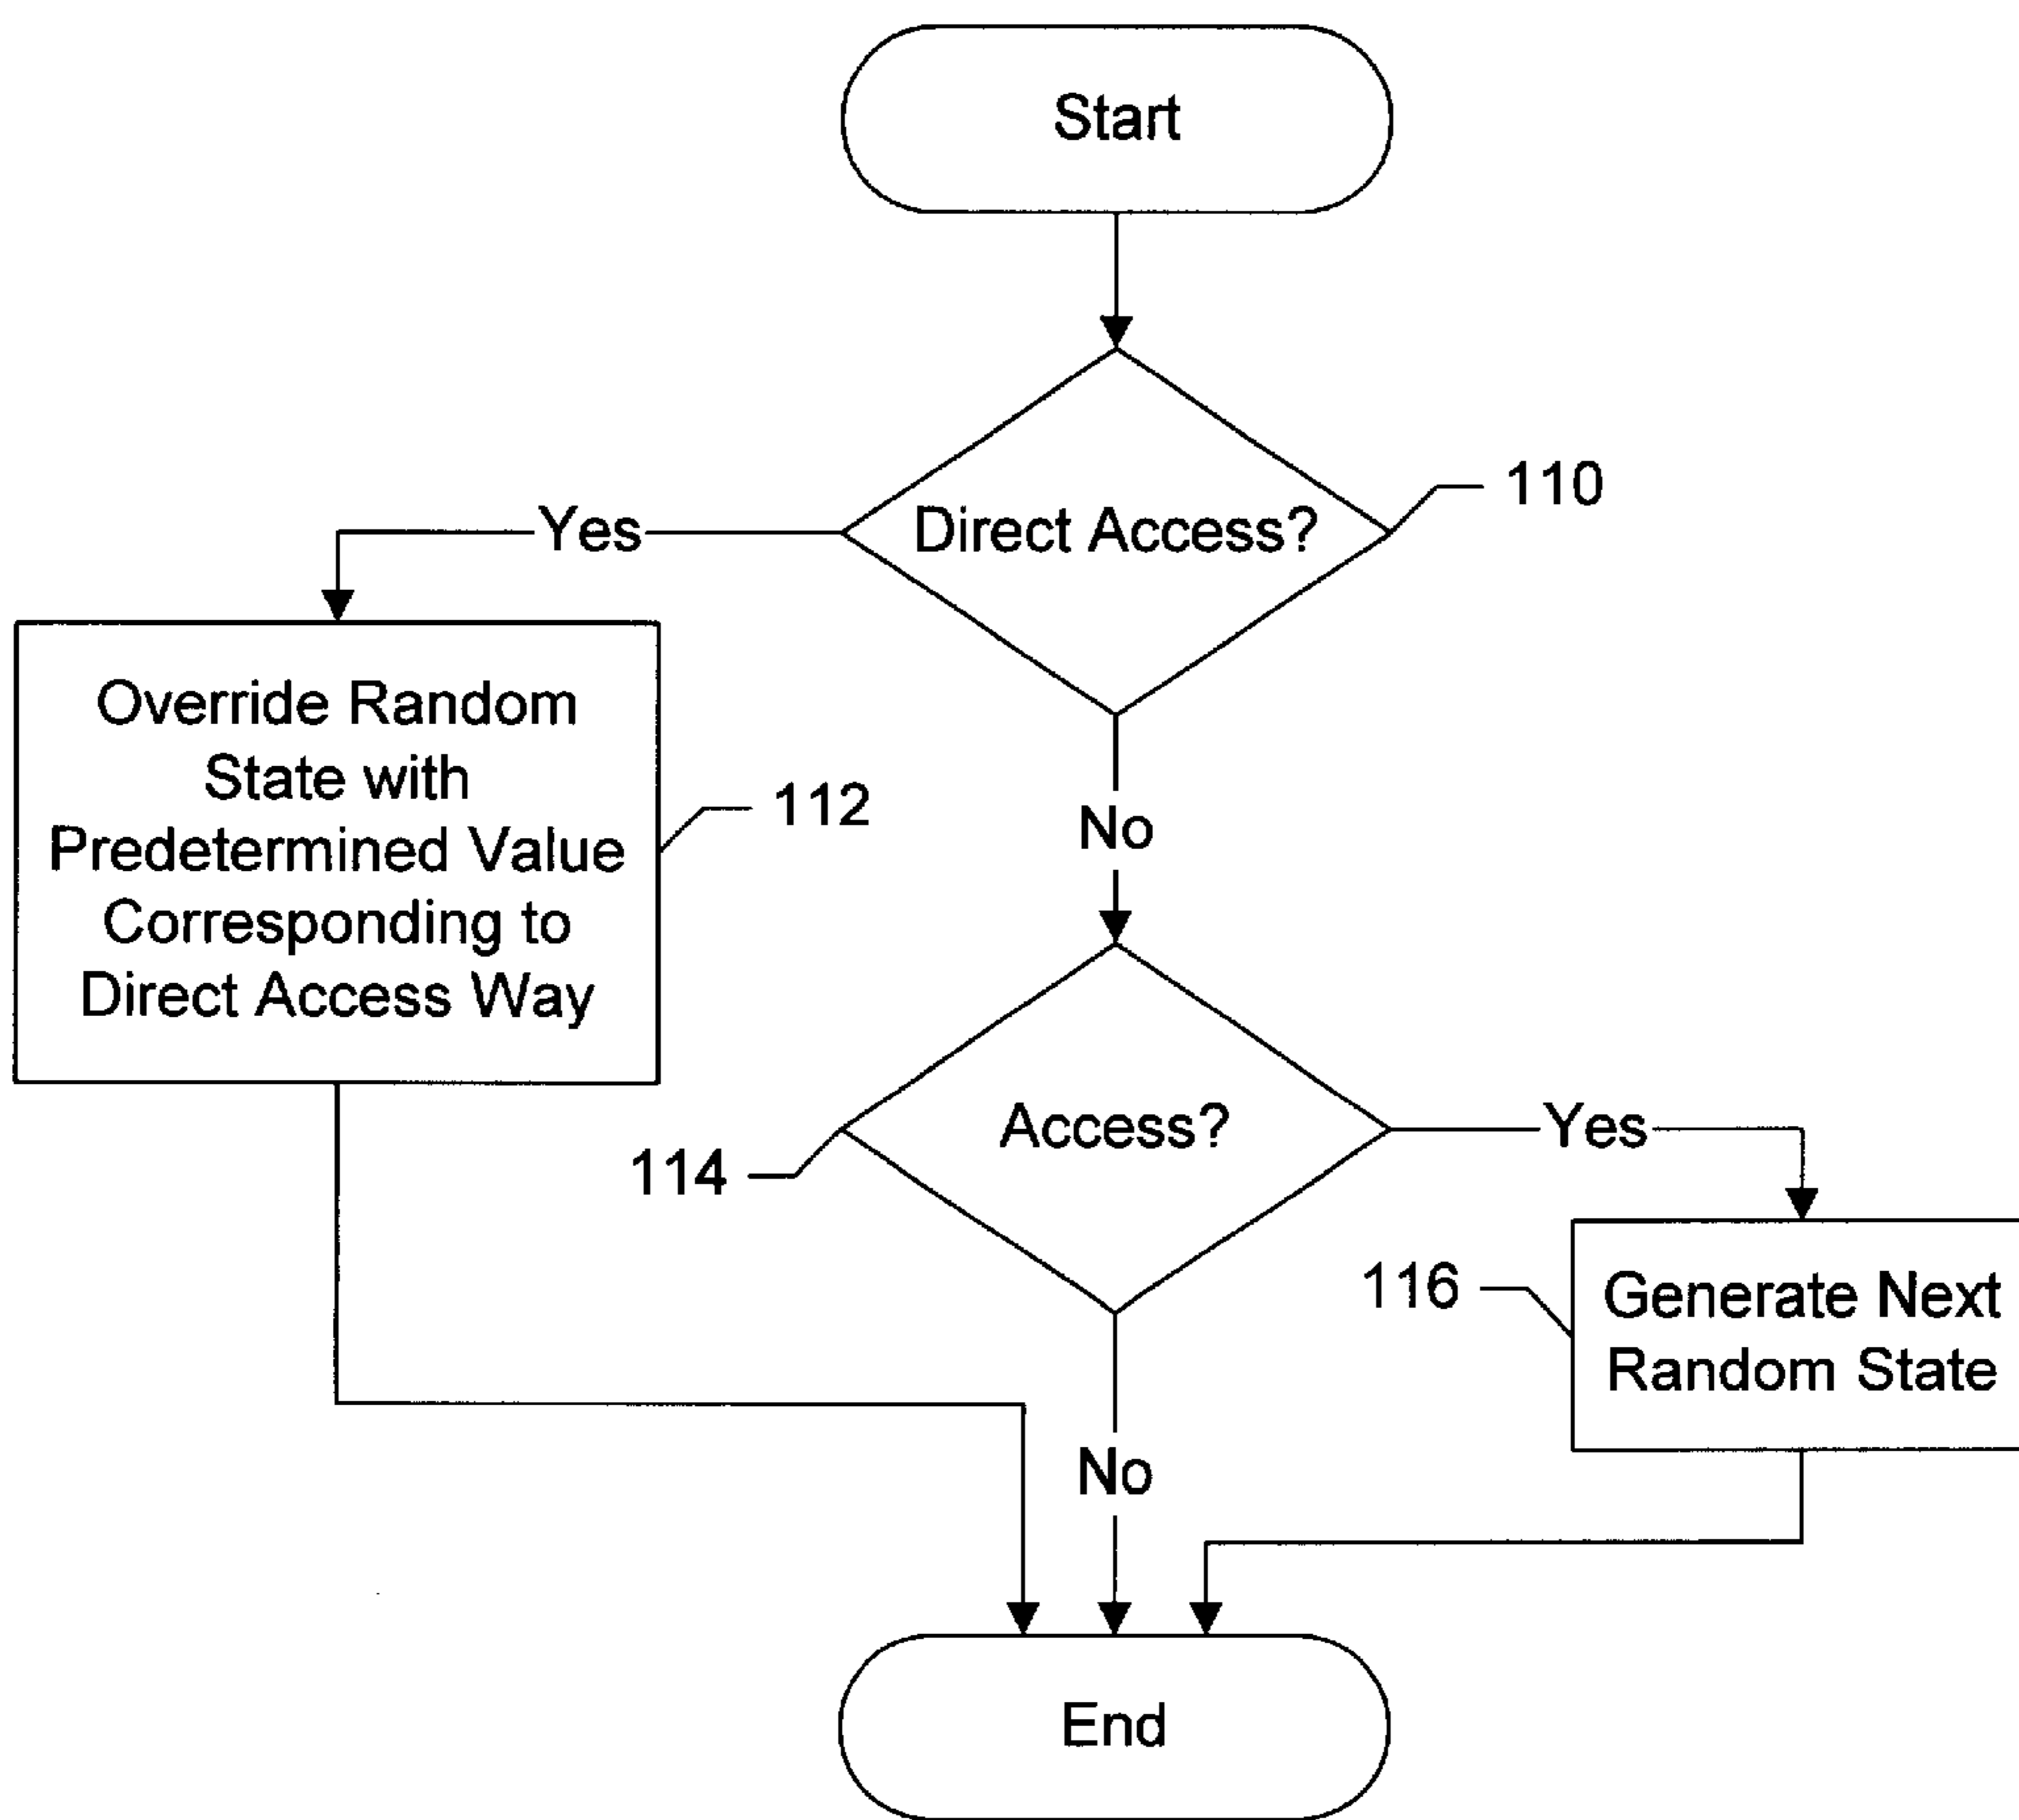 Start
Direct Access?
110
Yes
Override Random
State with
Predetermined Value
Corresponding to
Direct Access Way
112
No
Access?
114
Yes
116
Generate Next
Random State
No
End